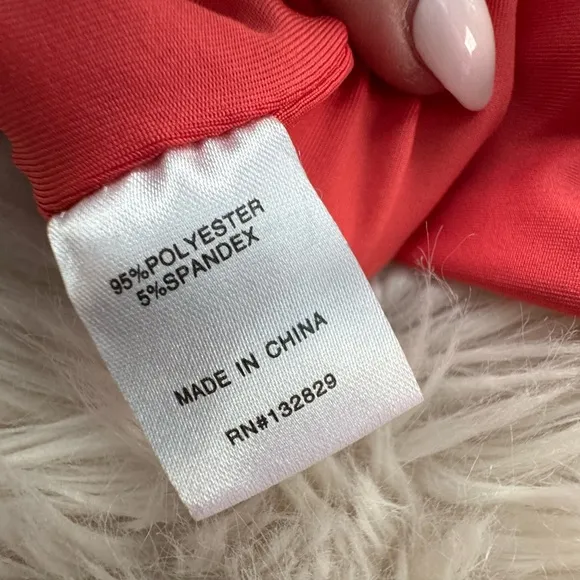 95%POLYESTER
5%SPANDEX
MADE IN CHINA
RN#132829